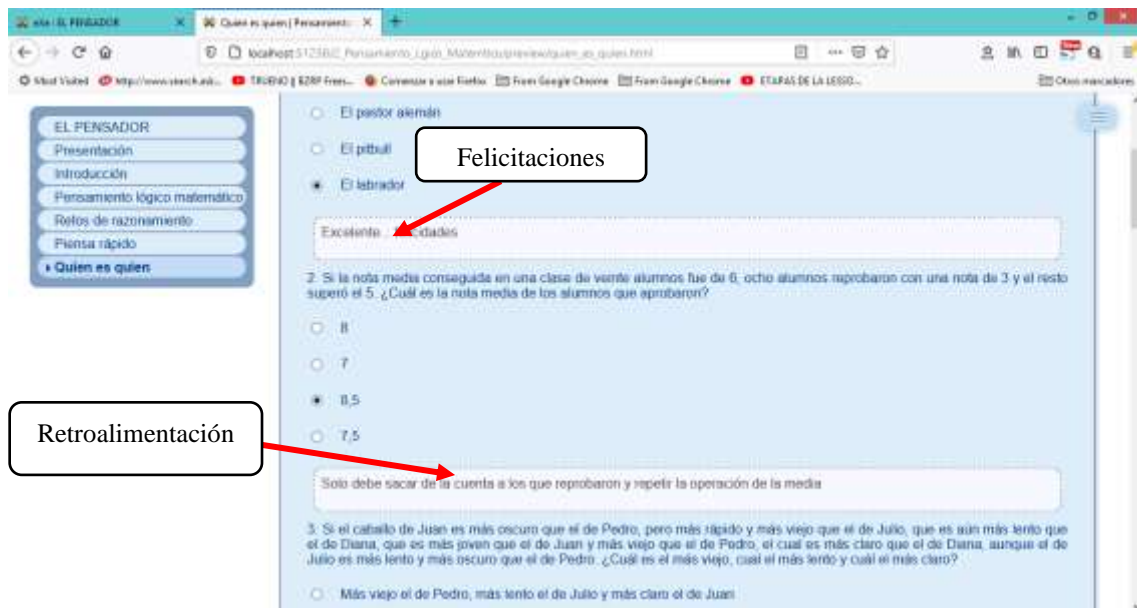 Quien es quien | Pensamiento
Most Visited
From Google Chrome
From Google Chrome
EL PENSADOR
Presentación
Introducción
Pensamiento lógico matemático
Retos de razonamiento
Piensa rápido
Quien es quien
El pastor alemán
El pitbull
El labrador
Felicitaciones
Excelente
2. Si la nota media conseguida en una clase de veinte alumnos fue de 6, ocho alumnos reprobaron con una nota de 3 y el resto
superó el 5. ¿Cuál es la nota media de los alumnos que aprobaron?
8
7
8,5
7,5
Retroalimentación
Solo debe sacar de la cuenta a los que reprobaron y repetir la operación de la media
3. Si el caballo de Juan es más oscuro que el de Pedro, pero más rápido y más viejo que el de Julio, que es aún más lento que
el de Diana, que es más joven que el de Juan y más viejo que el de Pedro, el cual es más claro que el de Diana, aunque el de
Julio es más lento y más oscuro que el de Pedro. ¿Cuál es el más viejo, cual el más lento y cuál el más claro?
Más viejo el de Pedro, más lento el de Julio y más claro el de Juan